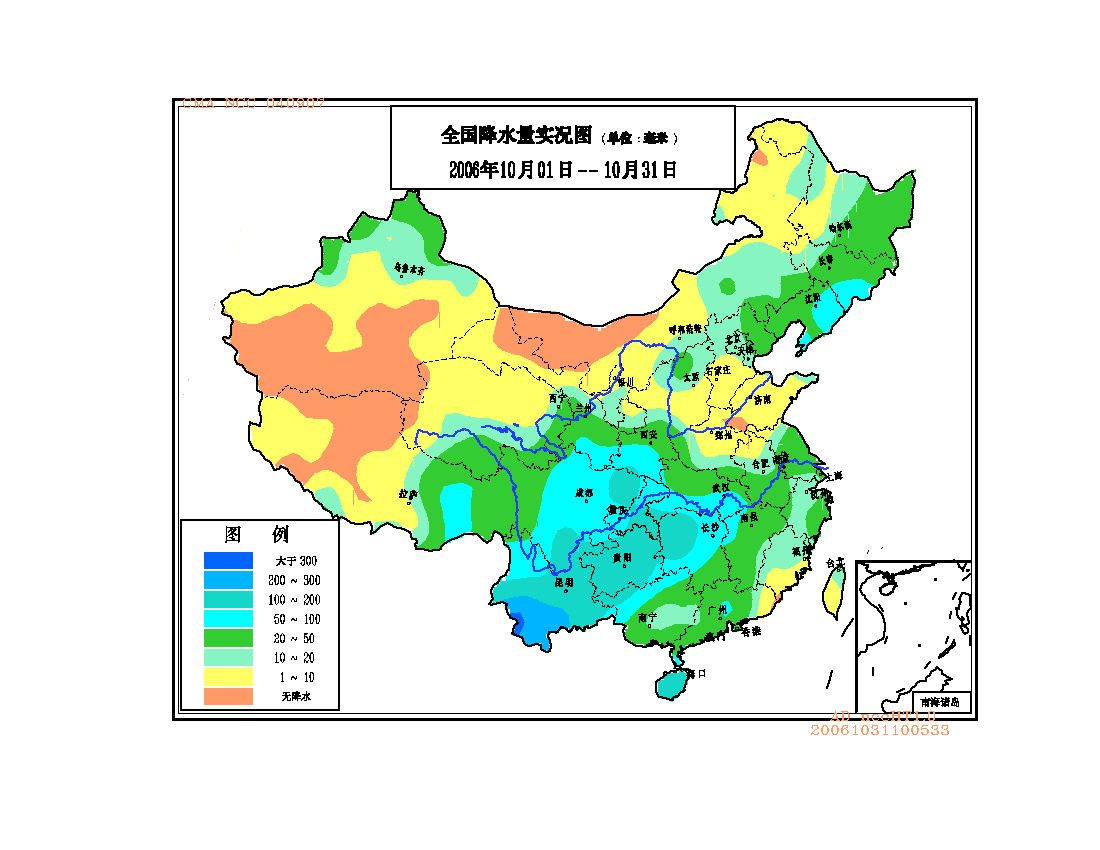 CMA NCC 040907
全国降水量实况图（单位：毫米）
2006年10月01日--10月31日
哈尔滨
长春
乌鲁木齐
沈阳
呼和浩特
北京
天津
石家庄
太原
银川
西宁
济南
兰州
西安
郑州
合肥
南京
上海
拉萨
成都
武汉
杭州
重庆
南昌
长沙
贵阳
福州
台北
昆明
南宁
广州
澳门
香港
海口
图 例
大于 300
200 ~ 300
100 ~ 200
50 ~ 100
20 ~ 50
10 ~ 20
1 ~ 10
无降水
南海诸岛
20061031100533